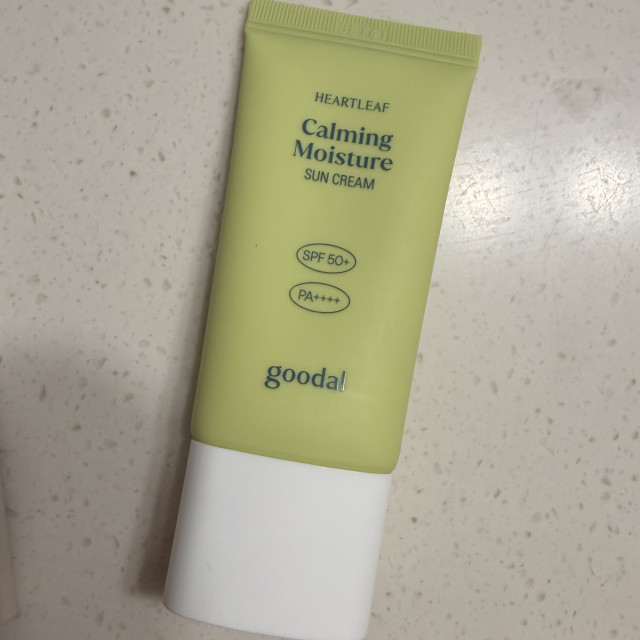 HEARTLEAF
Calming
Moisture
SUN CREAM
SPF 50+
PA++++
goodal